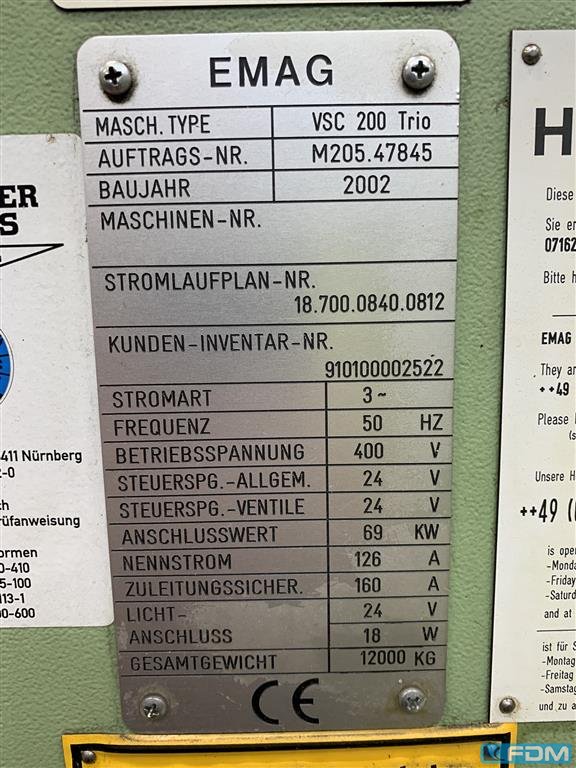 FDM
EMAG
MASCH. TYPE VSC 200 Trio
AUFTRAGS-NR. M205.47845
BAUJAHR 2002
MASCHINEN-NR.
STROMLAUFPLAN-NR.
18.700.0840.0812
KUNDEN-INVENTAR-NR.
910100002522
STROMART 3~
FREQUENZ 50 HZ
BETRIEBSSPANNUNG 400 V
STEUERSPG.-ALLGEM. 24 V
STEUERSPG.-VENTILE 24 V
ANSCHLUSSWERT 69 KW
NENNSTROM 126 A
ZULEITUNGSSICHER. 160 A
LICHT- 24 V
ANSCHLUSS 18 W
GESAMTGEWICHT 12000 KG
CE
ER
S
411 Nürnberg
2-0
ch
rüfanweisung
ormen
0-410
5-100
113-1
00-600
H
Diese
Sie er
07162
Bitte h
EMAG
They ar
++49
Please
(s
Unsere H
++49 (
is ope
-Monda
-Friday
-Saturd
and at
ist für S
-Montag
-Freitag
-Samsta
und zu a
FDM